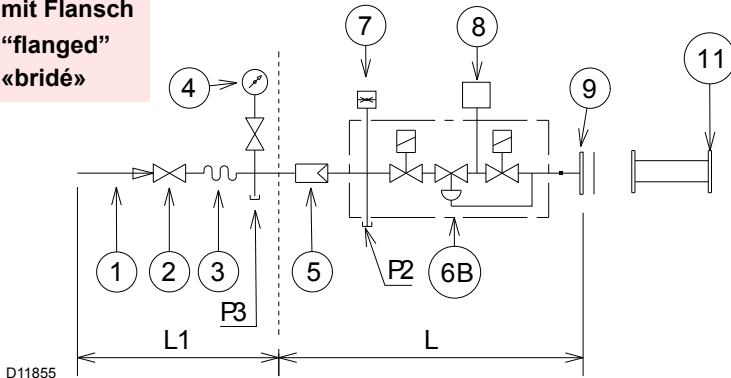 mit Flansch
“flanged”
«bridé»
7
8
4
9
11
1
2
3
5
P2
6B
P3
L1
L
D11855